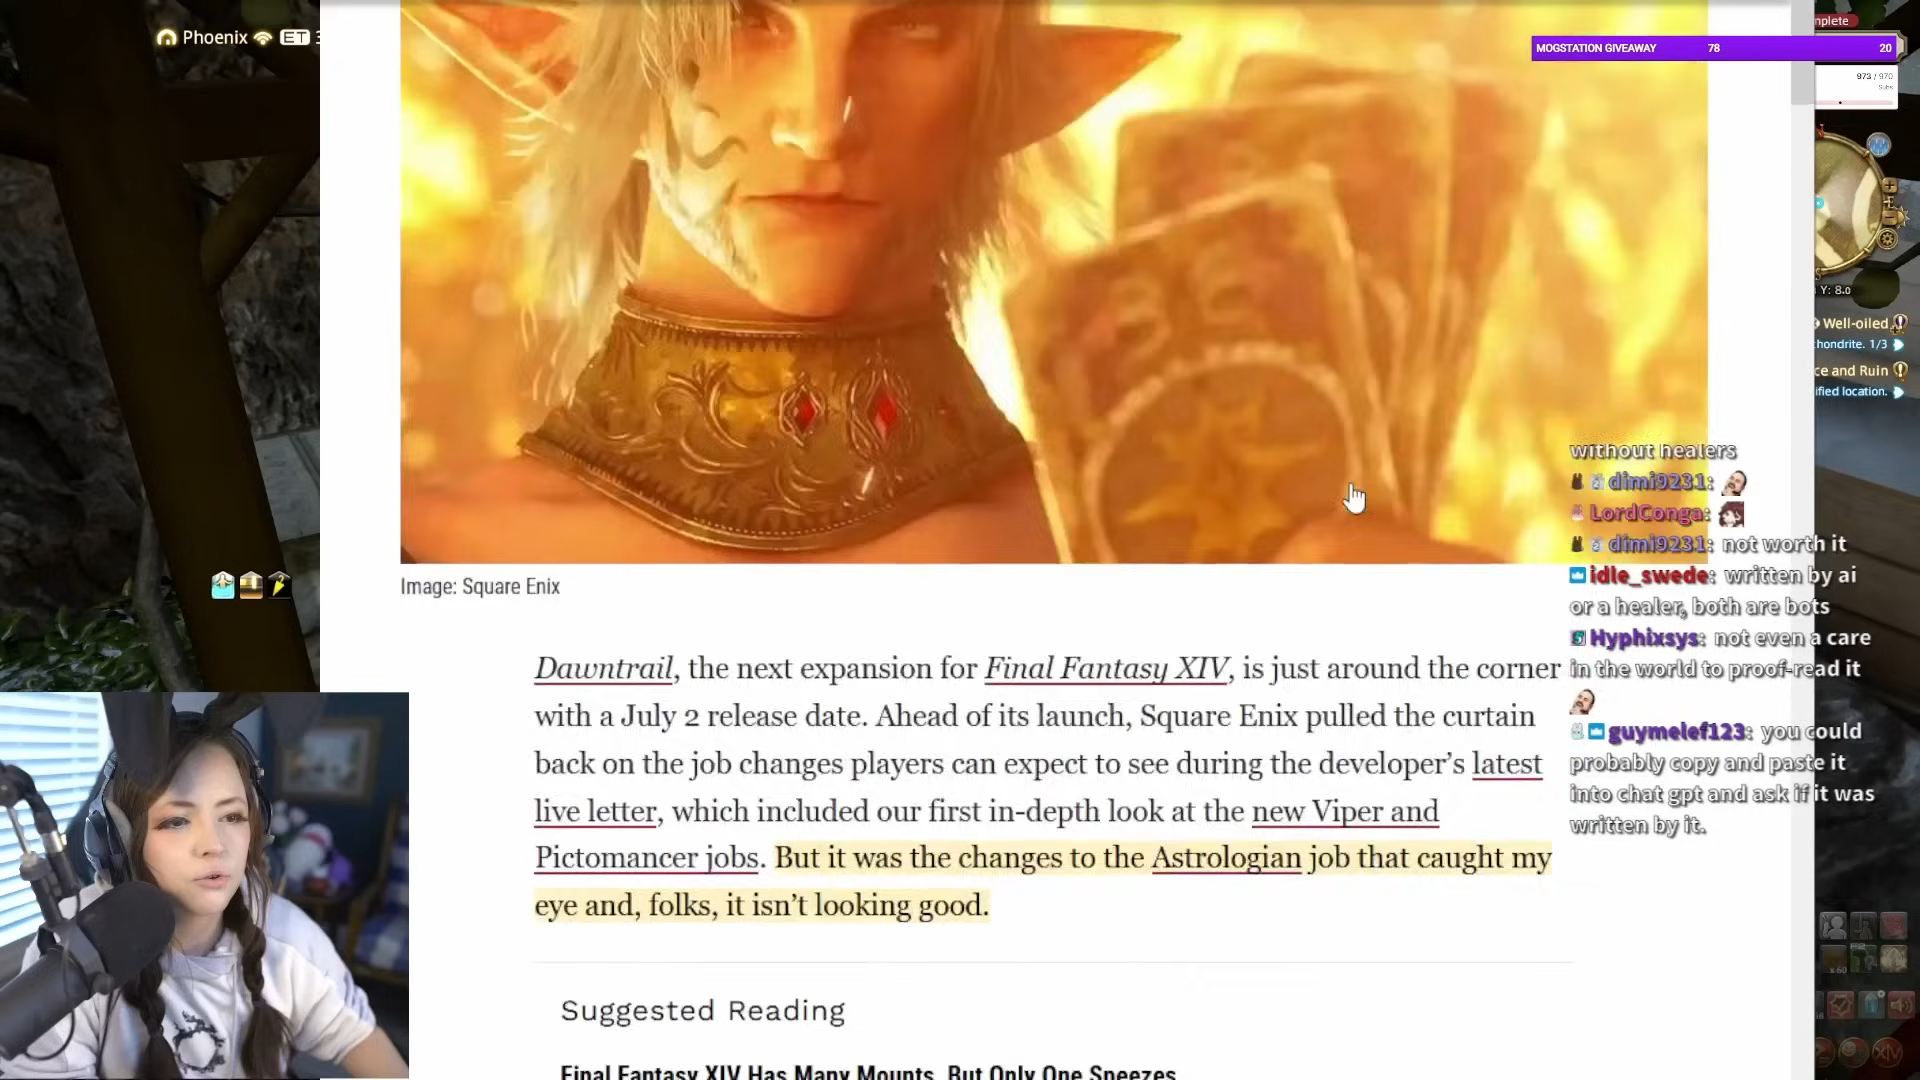 Phoenix ET
MOGSTATION GIVEAWAY 78 20
973 / 970
Subs
Y: 8.0
Well-oiled
hondrite. 1/3
ce and Ruin
ified location.
without healers
dimi9231:
LordConga:
dimi9231: not worth it
idle_swede: written by ai
or a healer, both are bots
Hyphixsys: not even a care
in the world to proof-read it
guymelef123: you could
probably copy and paste it
into chat gpt and ask if it was
written by it.
Image: Square Enix
Dawntrail, the next expansion for Final Fantasy XIV, is just around the corner
with a July 2 release date. Ahead of its launch, Square Enix pulled the curtain
back on the job changes players can expect to see during the developer’s latest
live letter, which included our first in-depth look at the new Viper and
Pictomancer jobs. But it was the changes to the Astrologian job that caught my
eye and, folks, it isn’t looking good.
Suggested Reading
Final Fantasy XIV Has Many Mounts, But Only One Sneezes